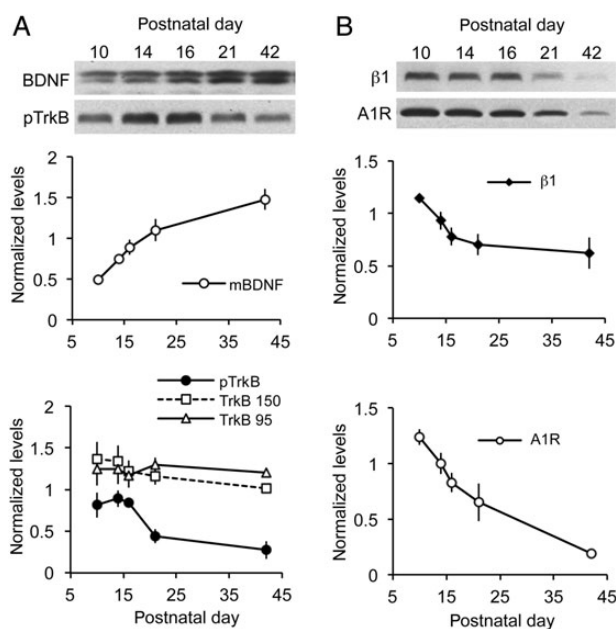 A
Postnatal day
10 14 16 21 42
BDNF
pTrkB
2
1.5
1
0.5
0
Normalized levels
mBDNF
5 15 25 35 45
pTrkB
TrkB 150
TrkB 95
2
1.5
1
0.5
0
Normalized levels
5 15 25 35 45
Postnatal day
B
Postnatal day
10 14 16 21 42
β1
A1R
1.5
1
0.5
0
Normalized levels
β1
5 15 25 35 45
1.5
1
0.5
0
Normalized levels
A1R
5 15 25 35 45
Postnatal day